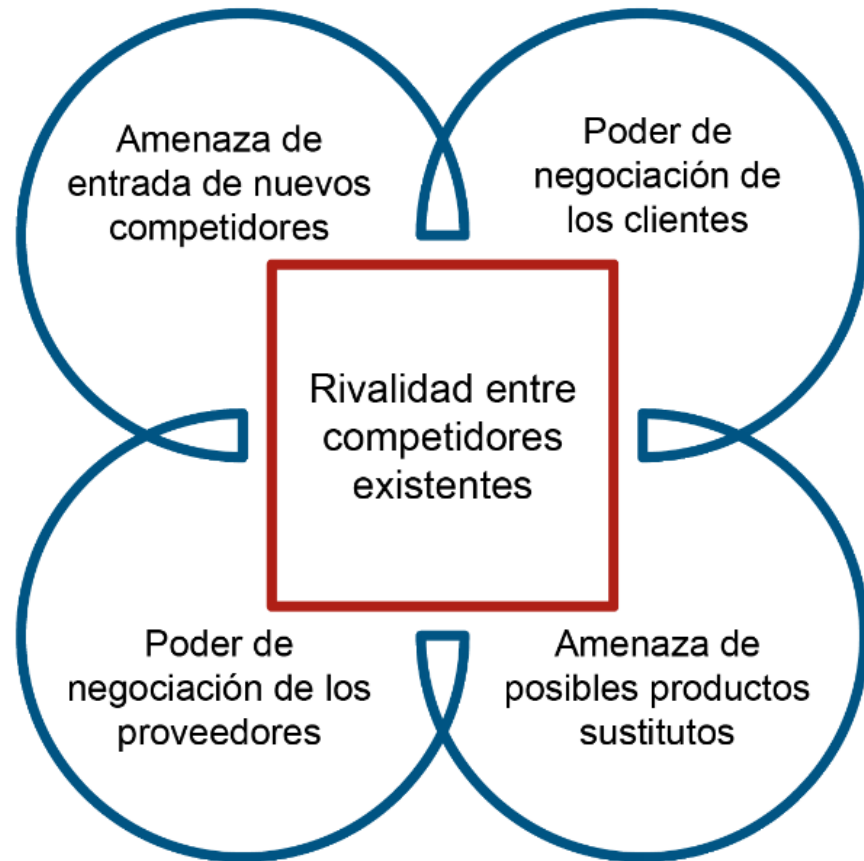 Amenaza de
entrada de nuevos
competidores
Poder de
negociación de
los clientes
Rivalidad entre
competidores
existentes
Poder de
negociación de los
proveedores
Amenaza de
posibles productos
sustitutos